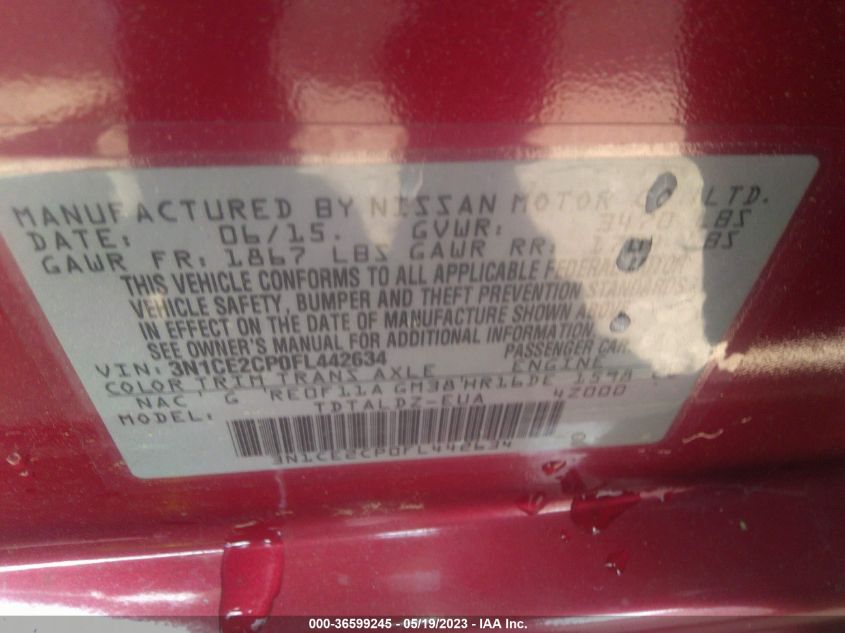 MANUFACTURED BY NISSAN MOTOR CO. LTD.
DATE: 06/15. GVWR: LBS
GAWR FR: 1867 LBS GAWR RR: LBS
THIS VEHICLE CONFORMS TO ALL APPLICABLE FEDERAL MOTOR
VEHICLE SAFETY, BUMPER AND THEFT PREVENTION STANDARDS
IN EFFECT ON THE DATE OF MANUFACTURE SHOWN ABOVE.
SEE OWNER'S MANUAL FOR ADDITIONAL INFORMATION.
VIN: 3N1CE2CP0FL442634 PASSENGER CAR
COLOR TRIM TRANS AXLE ENGINE
NAC G RE0F11A GM38 HR16DE 1598
MODEL: TDTALDZ-EUA 4Z000
3N1CE2CP0FL442634
000-36599245 - 05/19/2023 - IAA Inc.